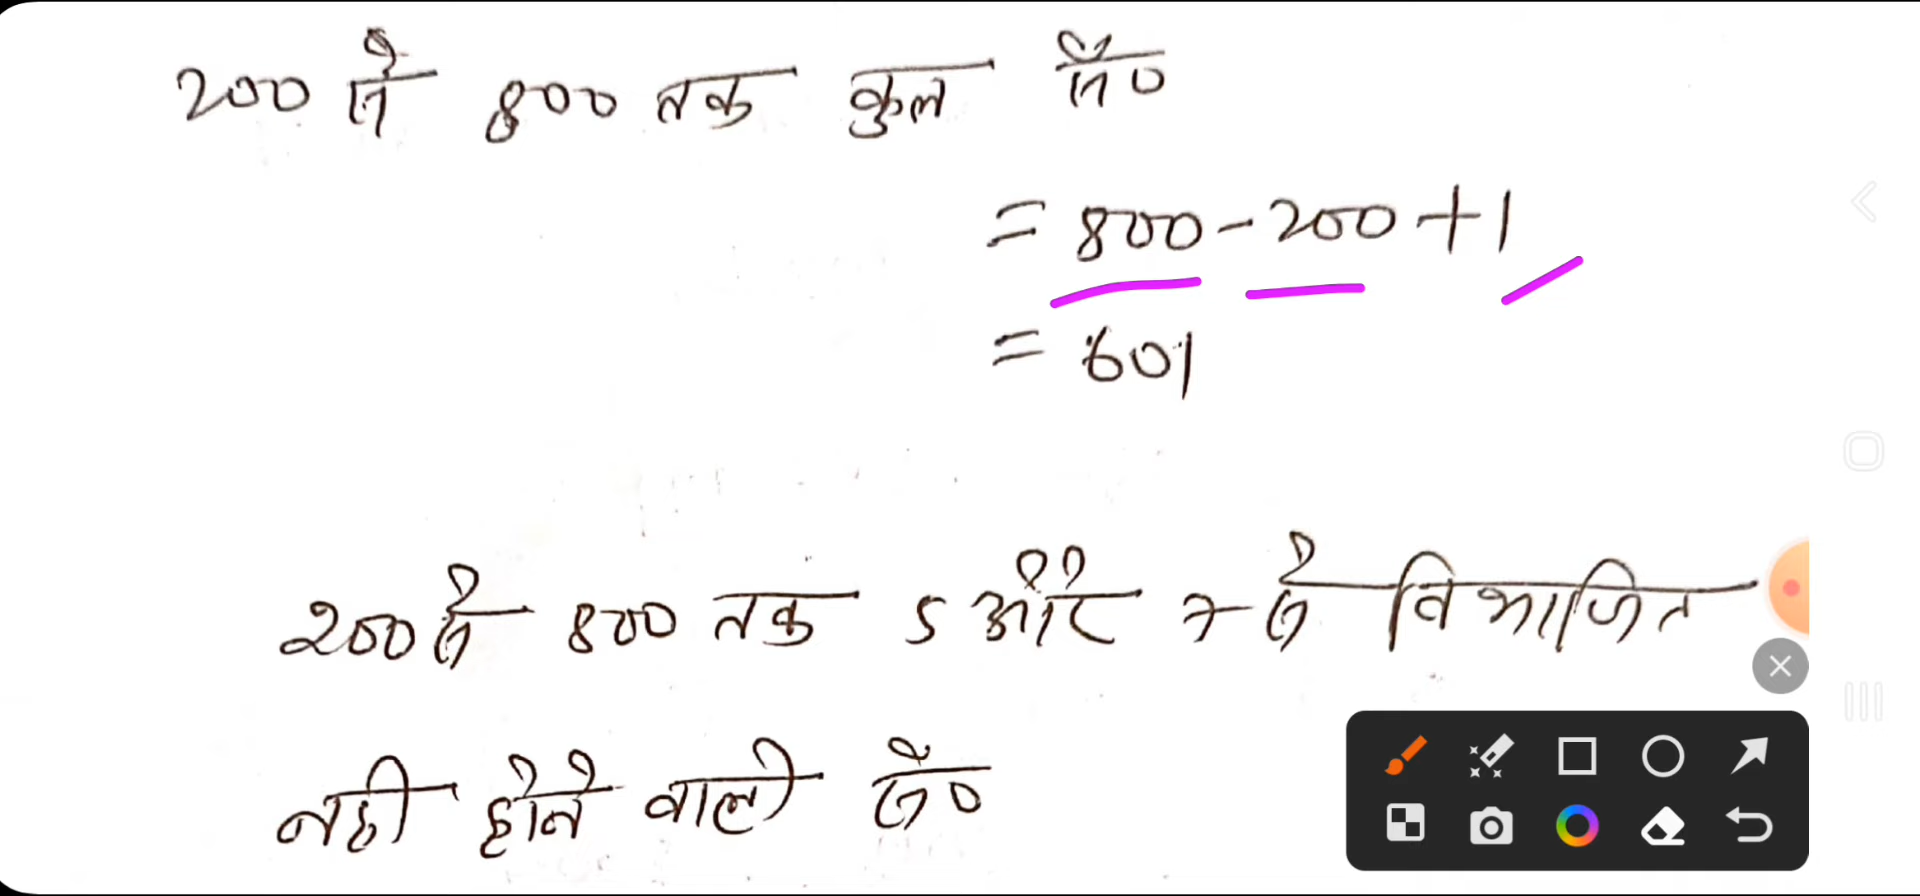 200 से 800 तक कुल सं०
= 800 - 200 + 1
= 601
200 से 800 तक 5 और 7 से विभाजित
नही होने वाली सं०